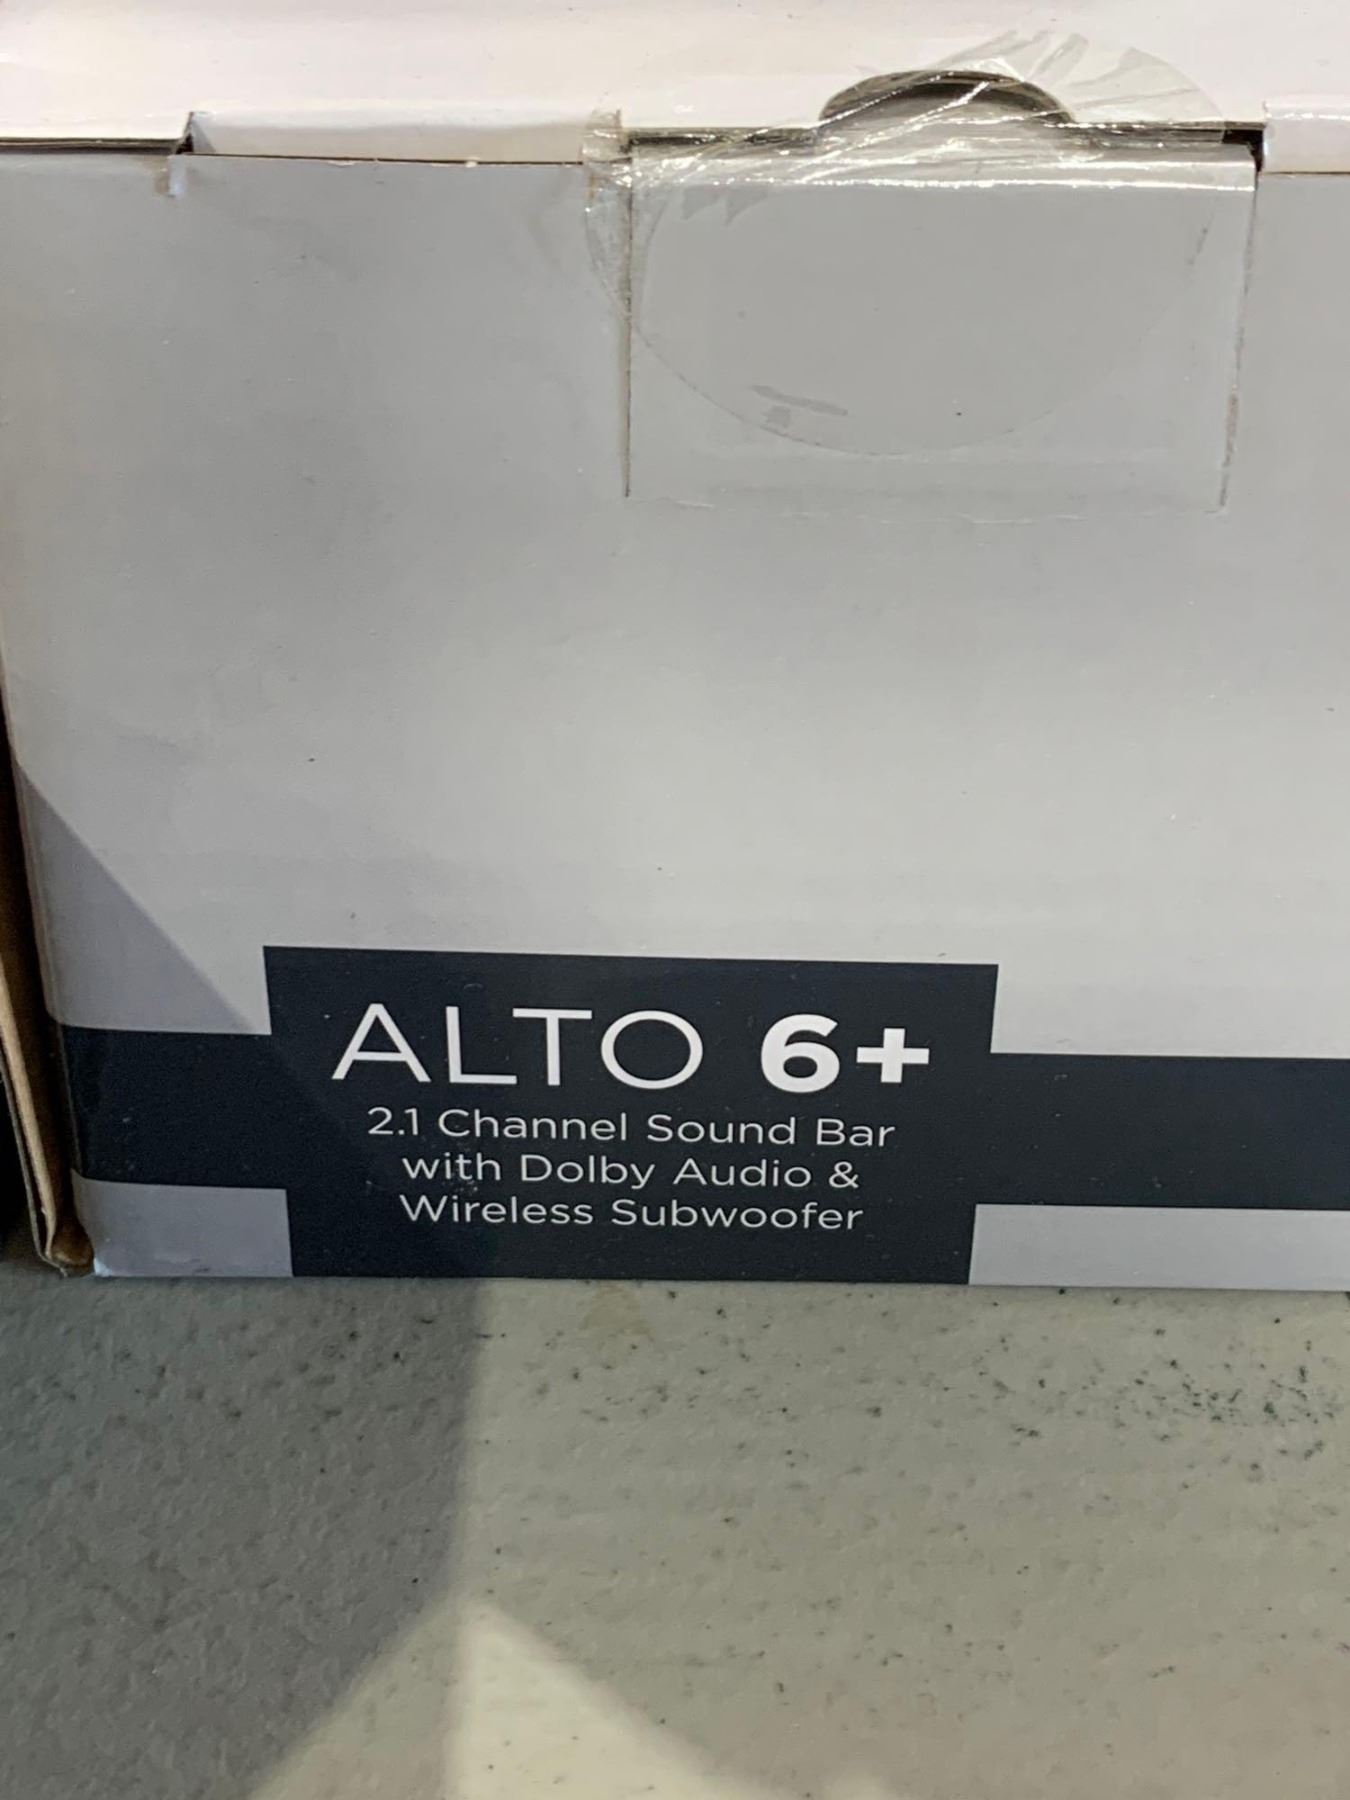 ALTO 6+
2.1 Channel Sound Bar
with Dolby Audio &
Wireless Subwoofer